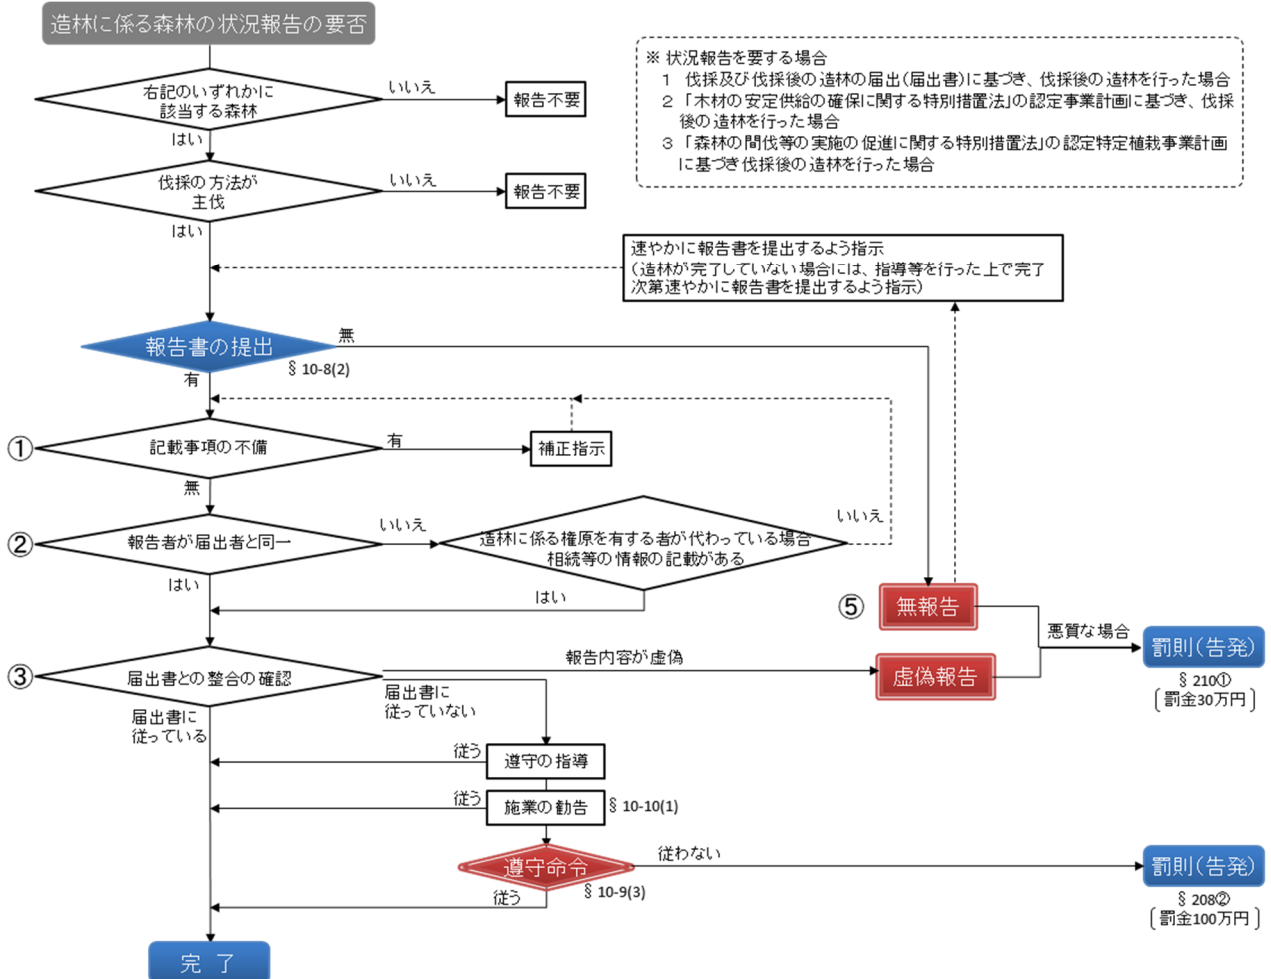 造林に係る森林の状況報告の要否
※ 状況報告を要する場合
1 伐採及び伐採後の造林の届出(届出書)に基づき、伐採後の造林を行った場合
2 「木材の安定供給の確保に関する特別措置法」の認定事業計画に基づき、伐採
後の造林を行った場合
3 「森林の間伐等の実施の促進に関する特別措置法」の認定特定植栽事業計画
に基づき伐採後の造林を行った場合
右記のいずれかに
該当する森林
いいえ
報告不要
はい
伐採の方法が
主伐
いいえ
報告不要
はい
速やかに報告書を提出するよう指示
(造林が完了していない場合には、指導等を行った上で完了
次第速やかに報告書を提出するよう指示)
報告書の提出
無
§ 10-8(2)
有
①
記載事項の不備
有
補正指示
無
②
報告者が届出者と同一
いいえ
造林に係る権原を有する者が代わっている場合
相続等の情報の記載がある
いいえ
はい
はい
⑤
無報告
悪質な場合
罰則(告発)
§ 210①
〔罰金30万円〕
③
届出書との整合の確認
報告内容が虚偽
虚偽報告
届出書に
従っていない
届出書に
従っている
従う
遵守の指導
従う
施業の勧告
§ 10-10(1)
遵守命令
従わない
§ 10-9(3)
従う
罰則(告発)
§ 208②
〔罰金100万円〕
完 了